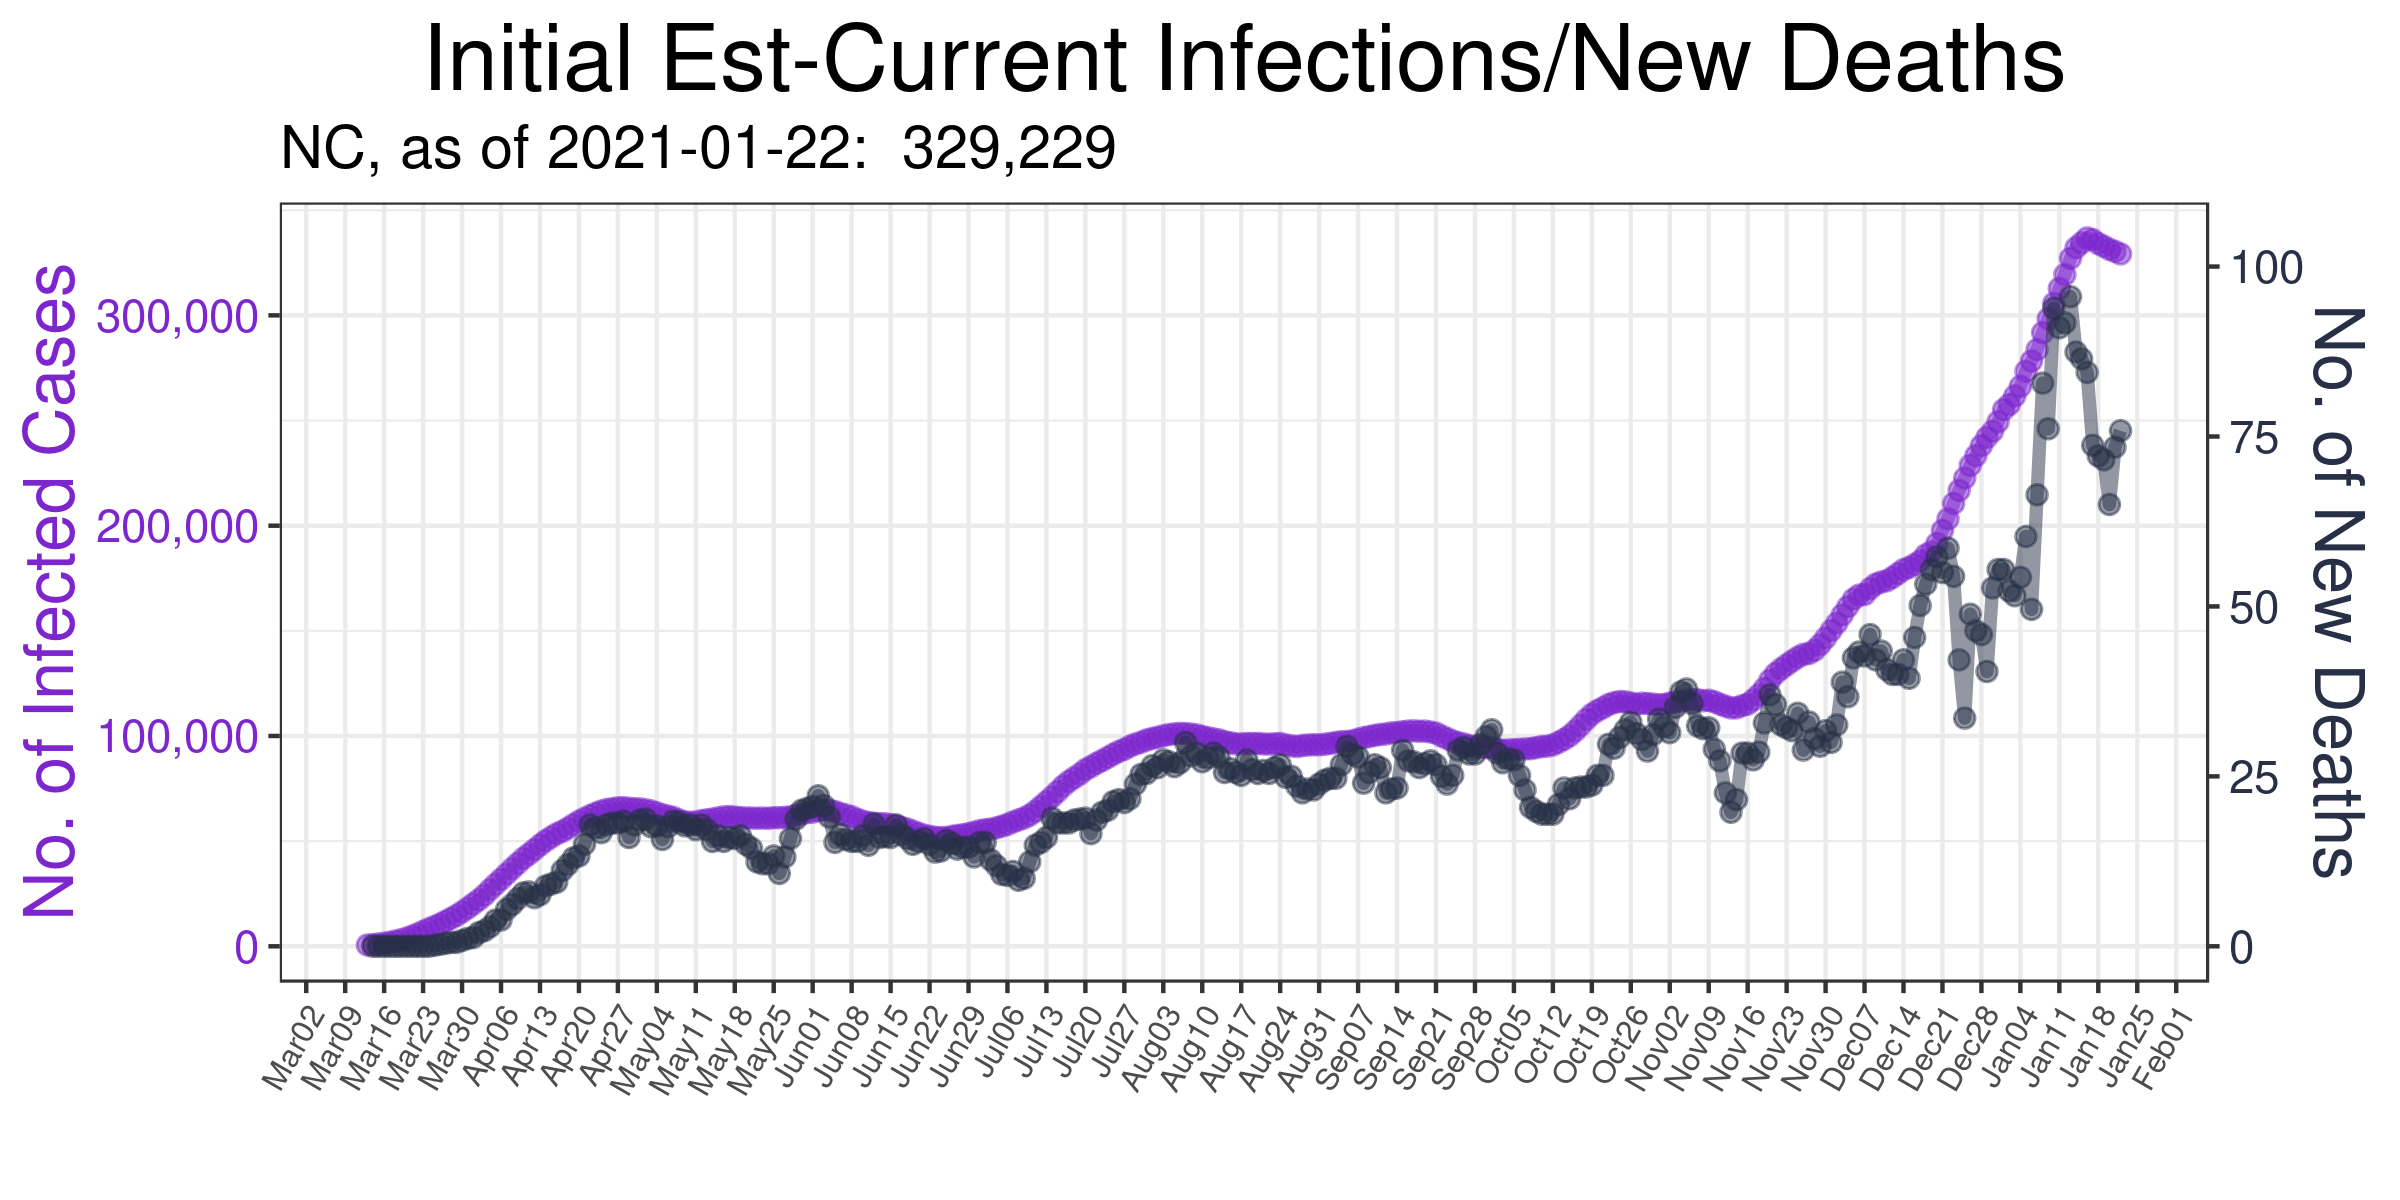 Initial Est-Current Infections/New Deaths
NC, as of 2021-01-22:  329,229
No. of Infected Cases
300,000
200,000
100,000
0
100
75
50
25
0
No. of New Deaths
Mar02
Mar09
Mar16
Mar23
Mar30
Apr06
Apr13
Apr20
Apr27
May04
May11
May18
May25
Jun01
Jun08
Jun15
Jun22
Jun29
Jul06
Jul13
Jul20
Jul27
Aug03
Aug10
Aug17
Aug24
Aug31
Sep07
Sep14
Sep21
Sep28
Oct05
Oct12
Oct19
Oct26
Nov02
Nov09
Nov16
Nov23
Nov30
Dec07
Dec14
Dec21
Dec28
Jan04
Jan11
Jan18
Jan25
Feb01